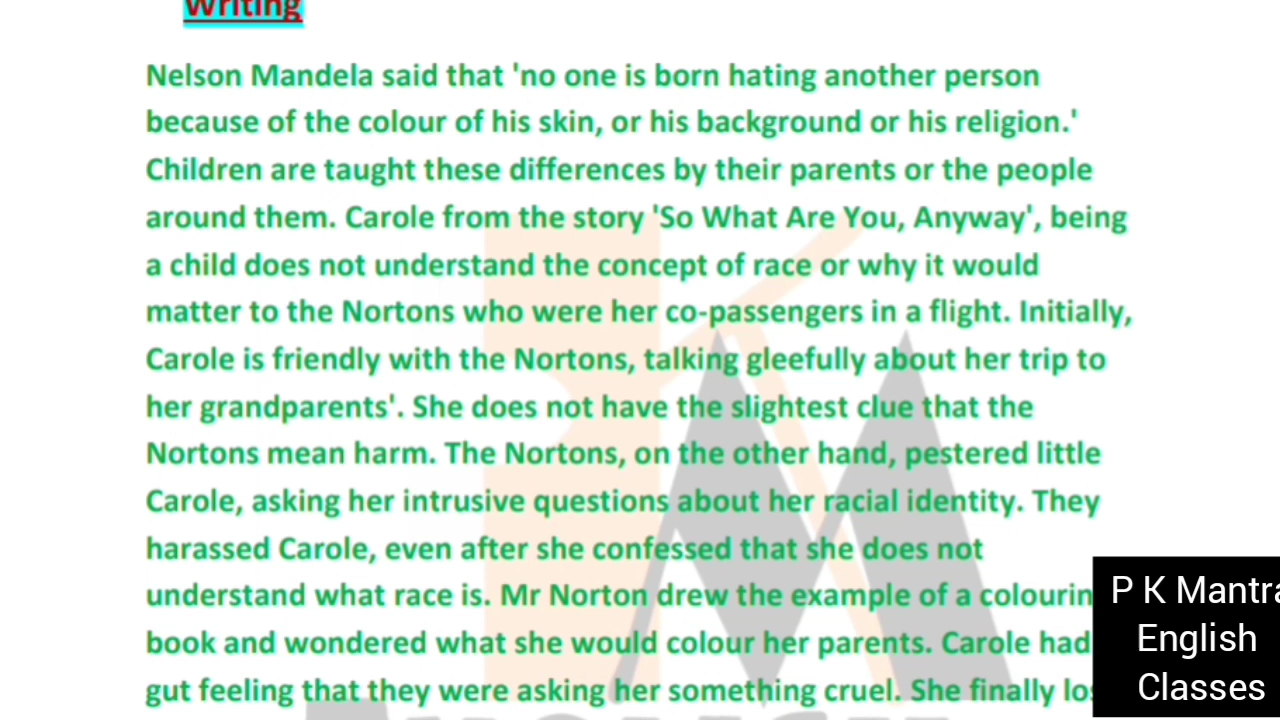 Writing
Nelson Mandela said that 'no one is born hating another person
because of the colour of his skin, or his background or his religion.'
Children are taught these differences by their parents or the people
around them. Carole from the story 'So What Are You, Anyway', being
a child does not understand the concept of race or why it would
matter to the Nortons who were her co-passengers in a flight. Initially,
Carole is friendly with the Nortons, talking gleefully about her trip to
her grandparents'. She does not have the slightest clue that the
Nortons mean harm. The Nortons, on the other hand, pestered little
Carole, asking her intrusive questions about her racial identity. They
harassed Carole, even after she confessed that she does not
understand what race is. Mr Norton drew the example of a colourin
book and wondered what she would colour her parents. Carole had
gut feeling that they were asking her something cruel. She finally
P K Mantra
English
Classes